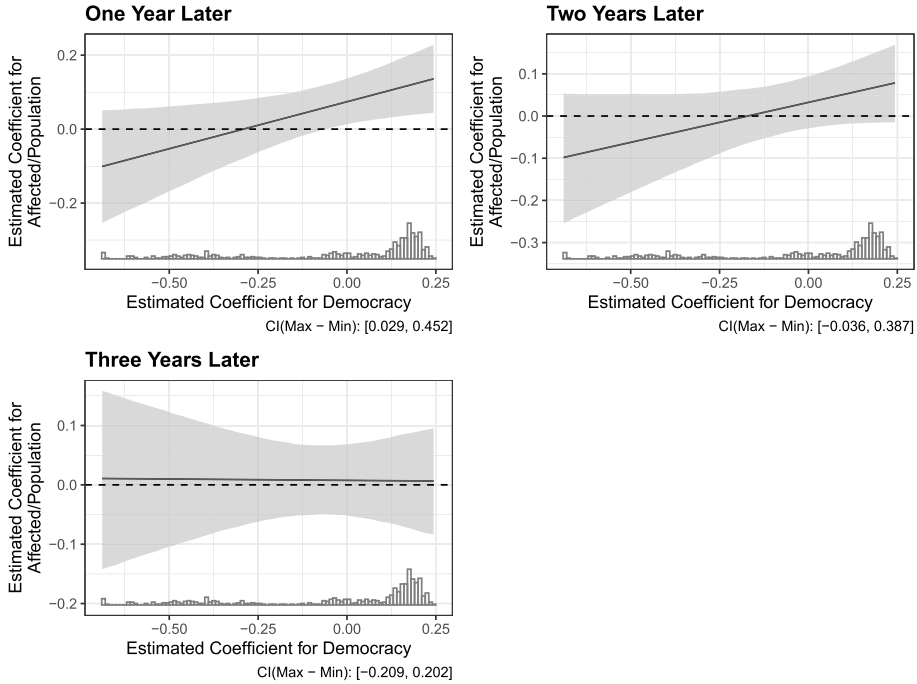 One Year Later
Estimated Coefficient for
Affected/Population
0.2
0.0
−0.2
−0.50
−0.25
0.00
0.25
Estimated Coefficient for Democracy
CI(Max − Min): [0.029, 0.452]
Two Years Later
Estimated Coefficient for
Affected/Population
0.1
0.0
−0.1
−0.2
−0.3
−0.50
−0.25
0.00
0.25
Estimated Coefficient for Democracy
CI(Max − Min): [−0.036, 0.387]
Three Years Later
Estimated Coefficient for
Affected/Population
0.1
0.0
−0.1
−0.2
−0.50
−0.25
0.00
0.25
Estimated Coefficient for Democracy
CI(Max − Min): [−0.209, 0.202]